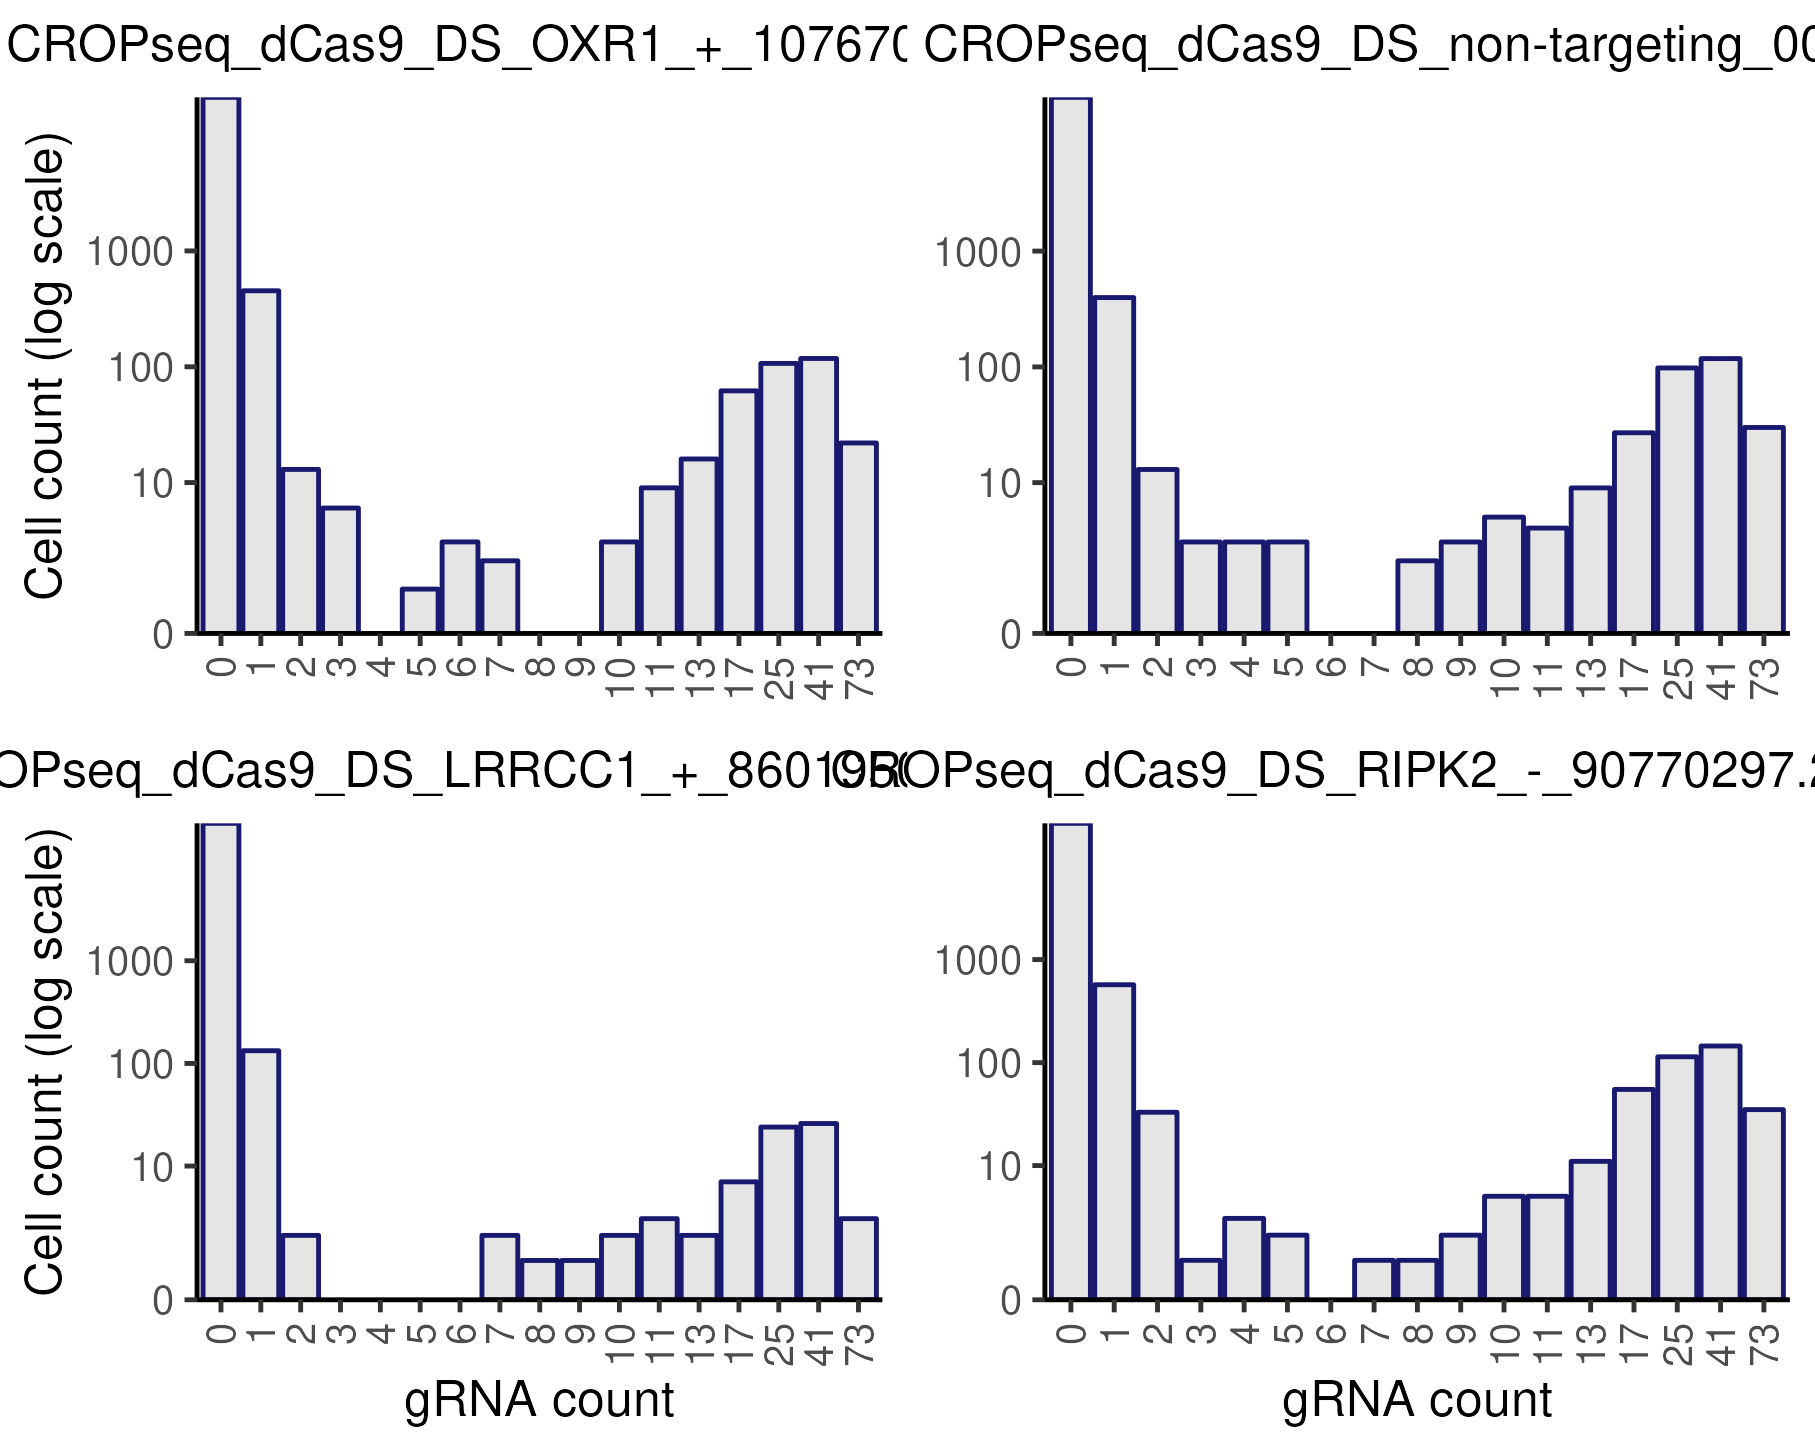 CROPseq_dCas9_DS_OXR1_+_10767
CROPseq_dCas9_DS_non-targeting_00
Cell count (log scale)
1000
100
10
0
0 1 2 3 4 5 6 7 8 9 10 11 13 17 25 41 73
1000
100
10
0
0 1 2 3 4 5 6 7 8 9 10 11 13 17 25 41 73
OPseq_dCas9_DS_LRRCC1_+_8601
OPseq_dCas9_DS_RIPK2_-_90770297.2
Cell count (log scale)
1000
100
10
0
0 1 2 3 4 5 6 7 8 9 10 11 13 17 25 41 73
gRNA count
1000
100
10
0
0 1 2 3 4 5 6 7 8 9 10 11 13 17 25 41 73
gRNA count